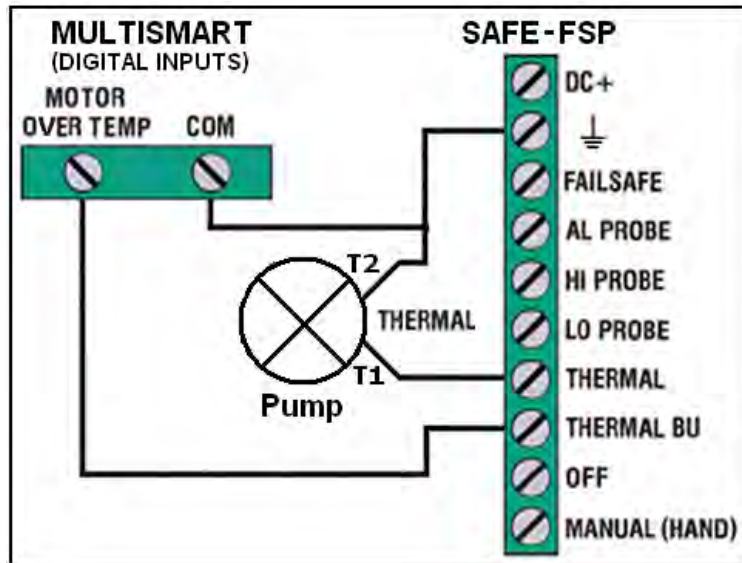 MULTISMART
(DIGITAL INPUTS)
MOTOR
OVER TEMP
COM
T2
THERMAL
T1
Pump
SAFE-FSP
DC+
FAILSAFE
AL PROBE
HI PROBE
LO PROBE
THERMAL
THERMAL BU
OFF
MANUAL (HAND)